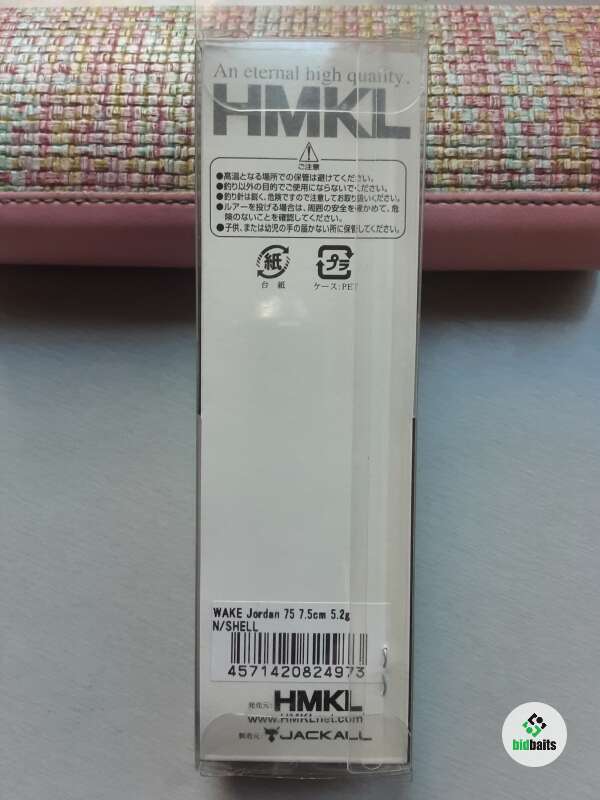 An eternal high quality.
HMKL
ご注意
●高温となる場所での保管は避けてください。
●釣り以外の目的でご使用にならないでください。
●釣り針は鋭く、危険ですので注意してお取り扱いください。
●ルアーを投げる場合は、周囲の安全を確かめて、危
険のないことを確認してください。
●子供、または幼児の手の届かない所に保管してください。
紙 プラ
台紙 ケース:PET
WAKE Jordan 75 7.5cm 5.2g
N/SHELL
4571420824973
発売元: HMKL
www.HMKLnet.com
製造元: JACKALL
bidbaits